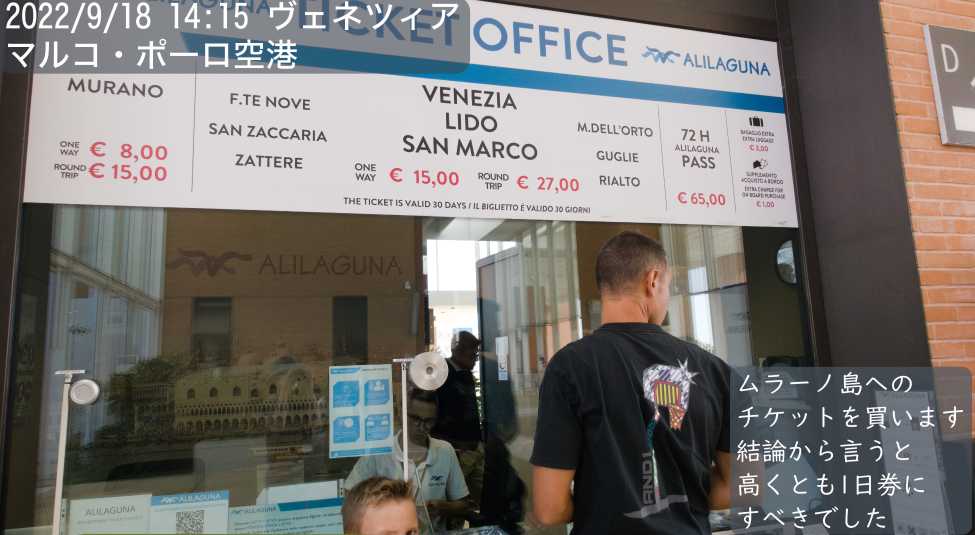 2022/9/18 14:15 ヴェネツィア
マルコ・ポーロ空港
TICKET OFFICE
ALILAGUNA
MURANO
ONE WAY € 8,00
ROUND TRIP € 15,00
F.TE NOVE
SAN ZACCARIA
ZATTERE
VENEZIA
LIDO
SAN MARCO
ONE WAY € 15,00 ROUND TRIP € 27,00
M.DELL'ORTO
GUGLIE
RIALTO
72 H
ALILAGUNA
PASS
€ 65,00
BAGAGLIO EXTRA
EXTRA LUGGAGE
€ 3,00
SUPPLEMENTO
ACQUISTO A BORDO
EXTRA CHARGE FOR
ON BOARD PURCHASE
€ 1,00
THE TICKET IS VALID 30 DAYS / IL BIGLIETTO È VALIDO 30 GIORNI
D
ALILAGUNA
ALILAGUNA
ALILAGUNA
ムラーノ島への
チケットを買います
結論から言うと
高くとも1日券に
すべきでした